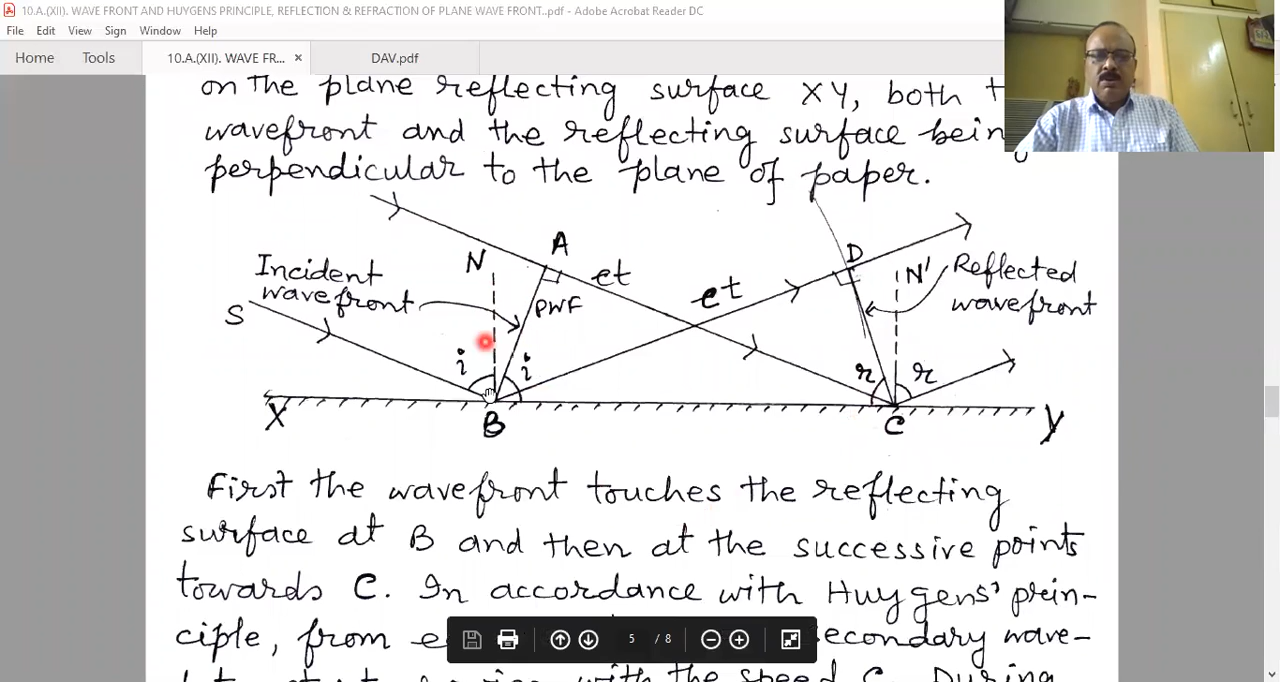 10.A.(XII). WAVE FRONT AND HUYGENS PRINCIPLE, REFLECTION & REFRACTION OF PLANE WAVE FRONT..pdf - Adobe Acrobat Reader DC
File Edit View Sign Window Help
Home Tools 10.A.(XII). WAVE FR... × DAV.pdf
on the plane reflecting surface XY, both t
wavefront and the reflecting surface bein
perpendicular to the plane of paper.
A
N
ct
D
N'
Incident
wavefront
Reflected
wavefront
PWF
ct
S
i
i
r
r
X
B
C
Y
First the wavefront touches the reflecting
surface at B and then at the successive points
towards C. In accordance with Huygens' prin-
ciple, from e
econdary wave-
5 / 8
with the speed C. During